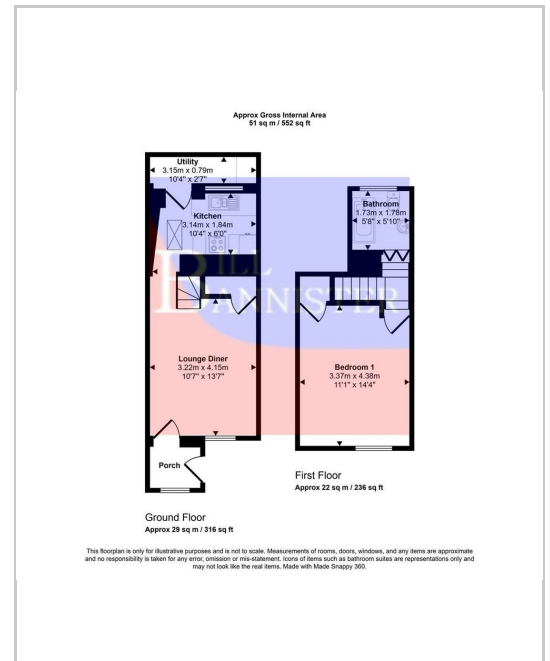 Approx Gross Internal Area
51 sq m / 552 sq ft
Utility
3.15m x 0.79m
10'4" x 2'7"
Kitchen
3.14m x 1.84m
10'4" x 6'0"
Bathroom
1.73m x 1.78m
5'8" x 5'10"
BILL
BANNISTER
Lounge Diner
3.22m x 4.15m
10'7" x 13'7"
Bedroom 1
3.37m x 4.38m
11'1" x 14'4"
Porch
First Floor
Approx 22 sq m / 236 sq ft
Ground Floor
Approx 29 sq m / 316 sq ft
This floorplan is only for illustrative purposes and is not to scale. Measurements of rooms, doors, windows, and any items are approximate
and no responsibility is taken for any error, omission or mis-statement. Icons of items such as bathroom suites are representations only and
may not look like the real items. Made with Made Snappy 360.